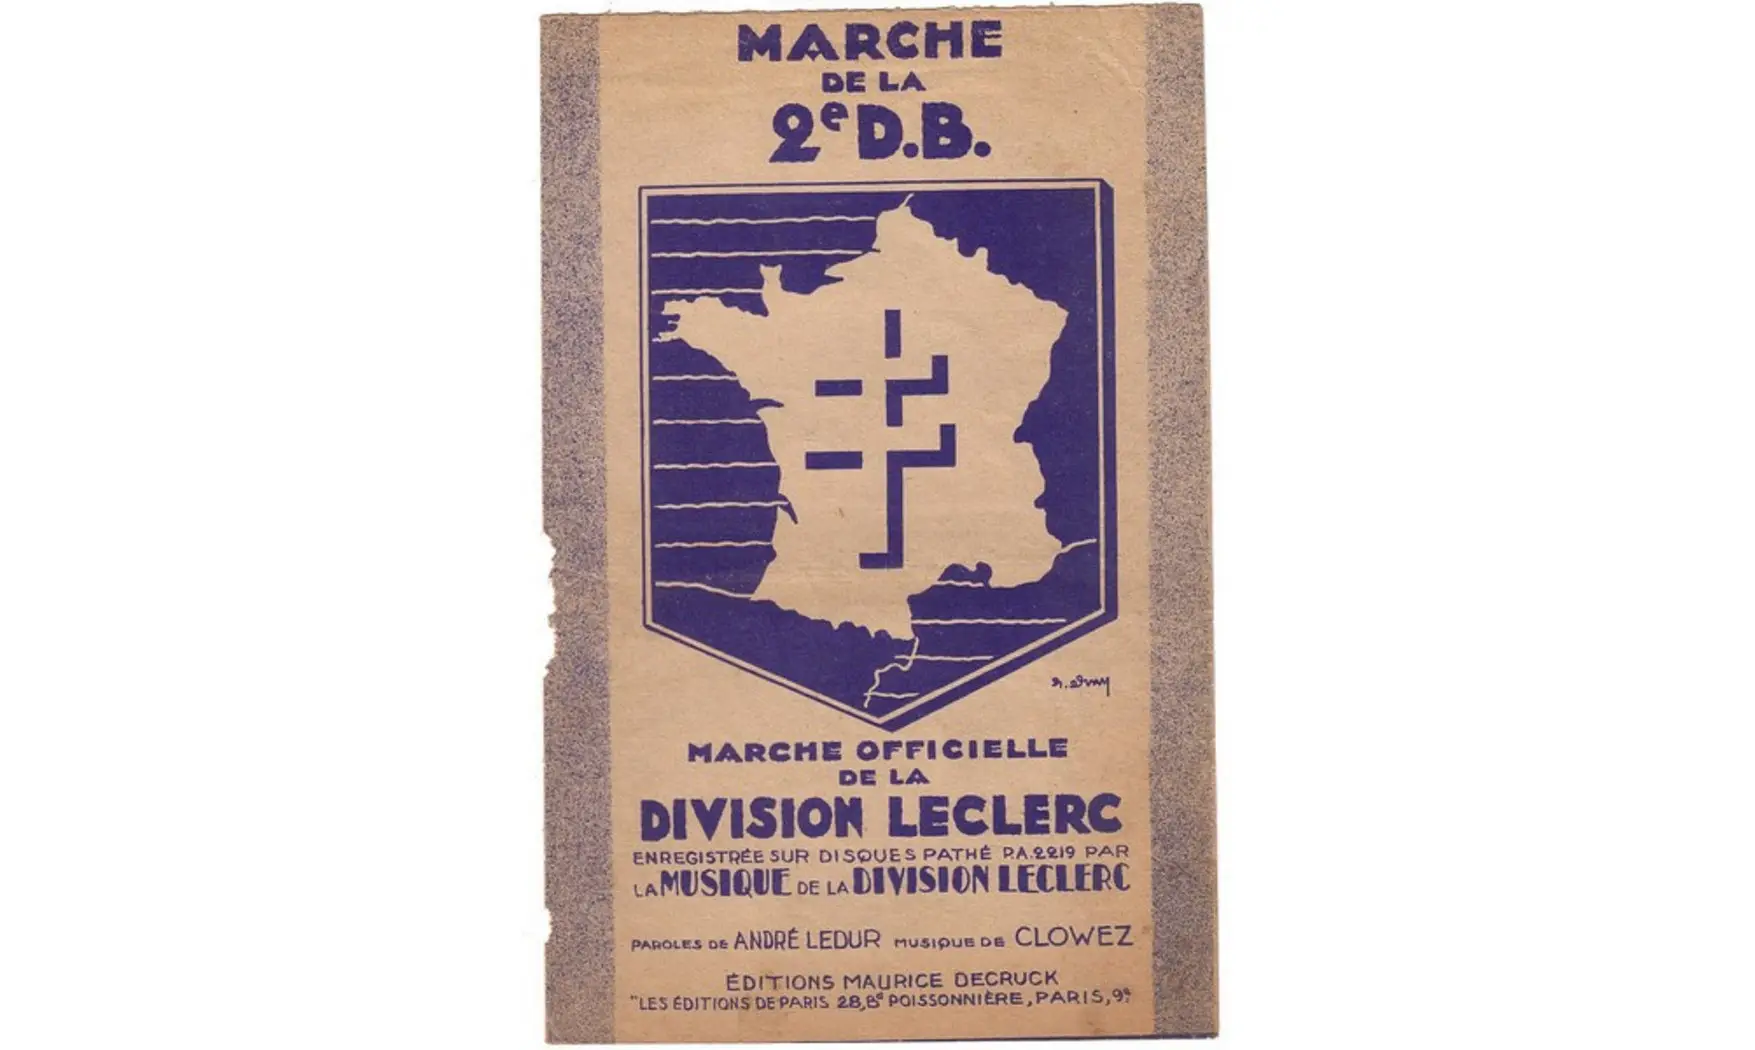 MARCHE
DE LA
2e D.B.
MARCHE OFFICIELLE
DE LA
DIVISION LECLERC
ENREGISTRÉE SUR DISQUES PATHÉ P.A.2219 PAR
LA MUSIQUE DE LA DIVISION LECLERC
PAROLES DE ANDRÉ LEDUR MUSIQUE DE CLOWEZ
ÉDITIONS MAURICE DECRUCK
"LES ÉDITIONS DE PARIS 28, Bd POISSONNIÈRE, PARIS, 9e